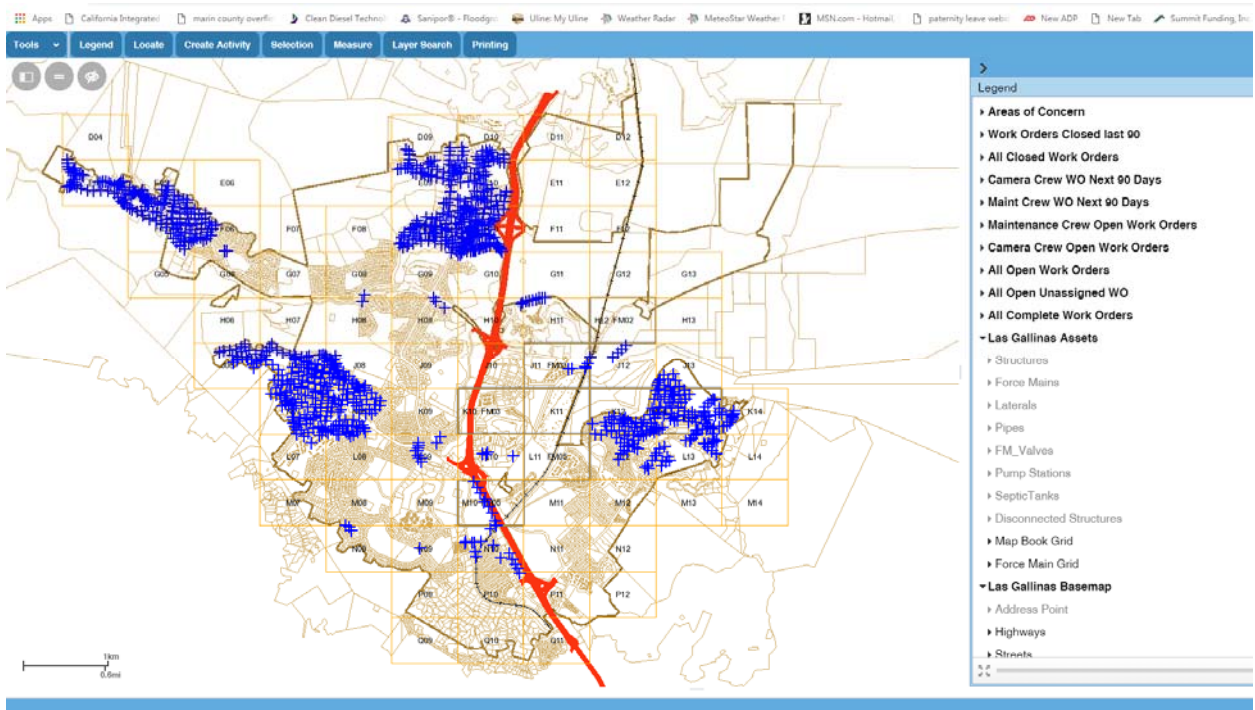 Apps California Integrated marin county overflo Clean Diesel Technol Sanipor® - Floodgro Uline: My Uline Weather Radar MeteoStar Weather MSN.com - Hotmail, paternity leave webs New ADP New Tab Summit Funding, Inc
Tools Legend Locate Create Activity Selection Measure Layer Search Printing
Legend
Areas of Concern
Work Orders Closed last 90
All Closed Work Orders
Camera Crew WO Next 90 Days
Maint Crew WO Next 90 Days
Maintenance Crew Open Work Orders
Camera Crew Open Work Orders
All Open Work Orders
All Open Unassigned WO
All Complete Work Orders
Las Gallinas Assets
Structures
Force Mains
Laterals
Pipes
FM_Valves
Pump Stations
SepticTanks
Disconnected Structures
Map Book Grid
Force Main Grid
Las Gallinas Basemap
Address Point
Highways
Streets
D04 D09 D10 D11 D12
E06 E11 E12
F06 F07 F08 F11
G05 G06 G07 G08 G09 G10 G11 G12 G13
H06 H07 H08 H09 H10 H11 H12 FM02 H13
J08 J09 J10 J11 J12 J13
K09 K10 FM03 K11 K14
L07 L08 L11 FM05 L13 L14
M07 M08 M09 M10 M11 M12 M13 M14
N09 N10 N11 N12
P09 P10 P11 P12
Q09 Q10 Q11
1km
0.6mi